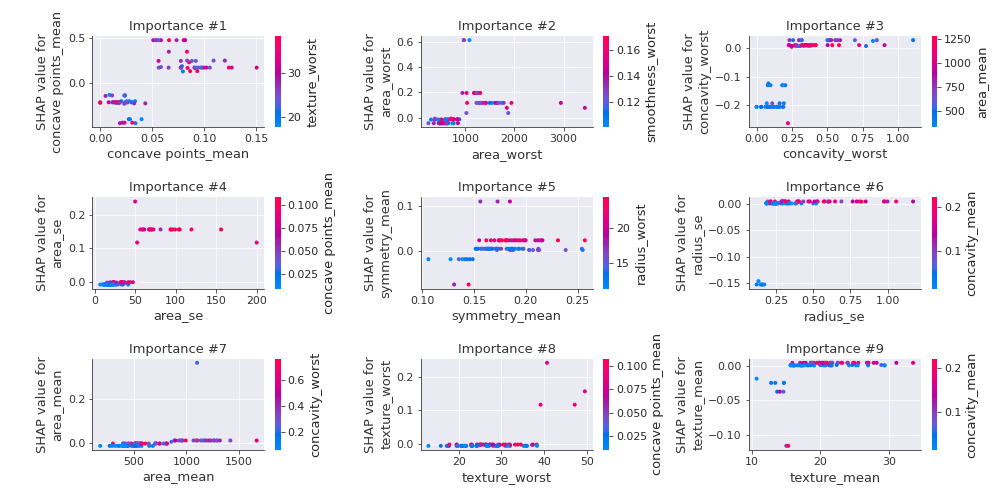 Importance #1
SHAP value for
concave points_mean
0.5
0.0
0.00
0.05
0.10
0.15
concave points_mean
30
20
texture_worst
Importance #2
SHAP value for
area_worst
0.6
0.4
0.2
0.0
1000
2000
3000
area_worst
0.16
0.14
0.12
smoothness_worst
Importance #3
SHAP value for
concavity_worst
0.0
−0.1
−0.2
0.00
0.25
0.50
0.75
1.00
concavity_worst
1250
1000
750
500
area_mean
Importance #4
SHAP value for
area_se
0.2
0.1
0.0
0
50
100
150
200
area_se
0.100
0.075
0.050
0.025
concave points_mean
Importance #5
SHAP value for
symmetry_mean
0.1
0.0
0.10
0.15
0.20
0.25
symmetry_mean
20
15
radius_worst
Importance #6
SHAP value for
radius_se
0.00
−0.05
−0.10
−0.15
0.25
0.50
0.75
1.00
radius_se
0.2
0.1
concavity_mean
Importance #7
SHAP value for
area_mean
0.2
0.0
500
1000
1500
area_mean
0.6
0.4
0.2
concavity_worst
Importance #8
SHAP value for
texture_worst
0.2
0.1
0.0
20
30
40
50
texture_worst
0.100
0.075
0.050
0.025
concave points_mean
Importance #9
SHAP value for
texture_mean
0.00
−0.05
−0.10
10
20
30
texture_mean
0.2
0.1
concavity_mean